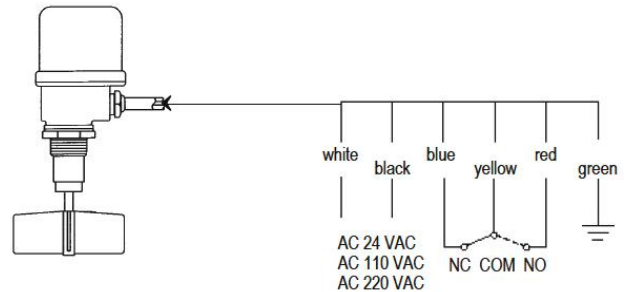 white black blue yellow red green
AC 24 VAC
AC 110 VAC
AC 220 VAC
NC COM NO